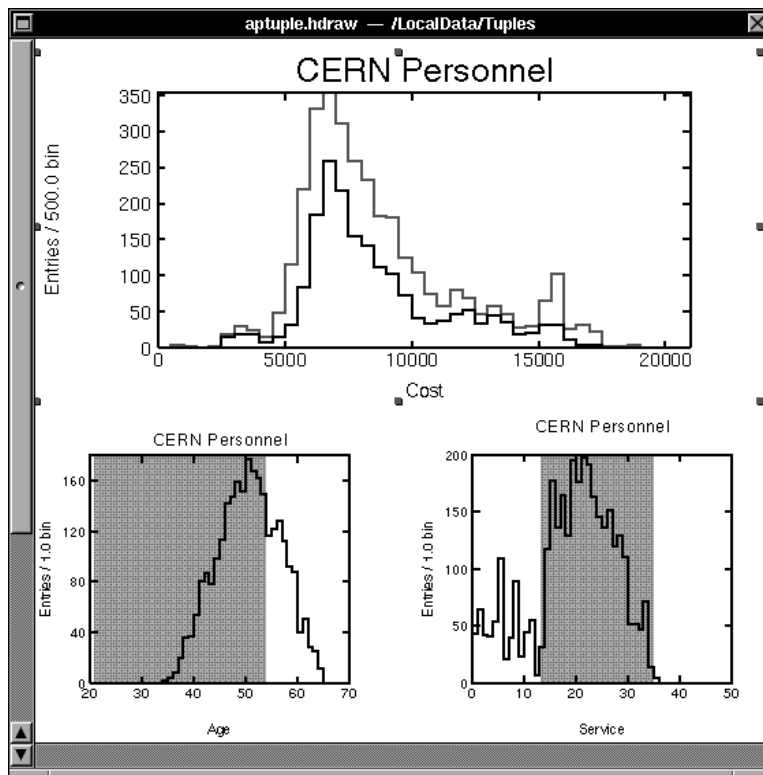 aptuple.hdraw — /LocalData/Tuples
CERN Personnel
Entries / 500.0 bin
350
300
250
200
150
100
50
0
0 5000 10000 15000 20000
Cost
CERN Personnel
Entries / 1.0 bin
160
120
80
40
0
20 30 40 50 60 70
Age
CERN Personnel
Entries / 1.0 bin
200
150
100
50
0
0 10 20 30 40 50
Service